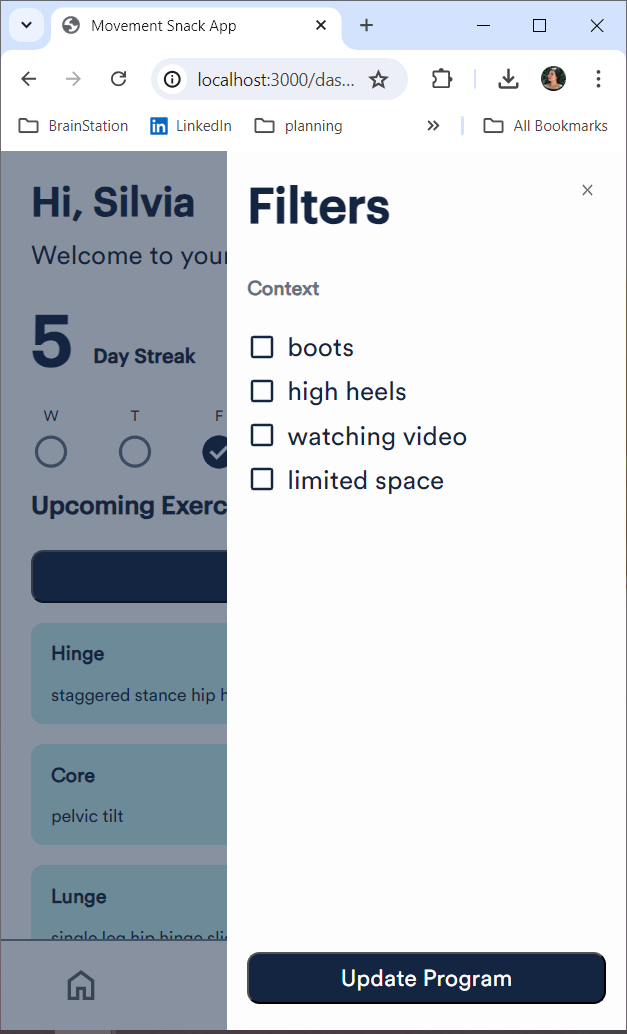 Movement Snack App
localhost:3000/das...
BrainStation
LinkedIn
planning
All Bookmarks
Hi, Silvia
Welcome to your
5 Day Streak
W T F
Upcoming Exerc
Hinge
staggered stance hip h
Core
pelvic tilt
Lunge
single leg hip hinge slid
Filters
Context
boots
high heels
watching video
limited space
Update Program